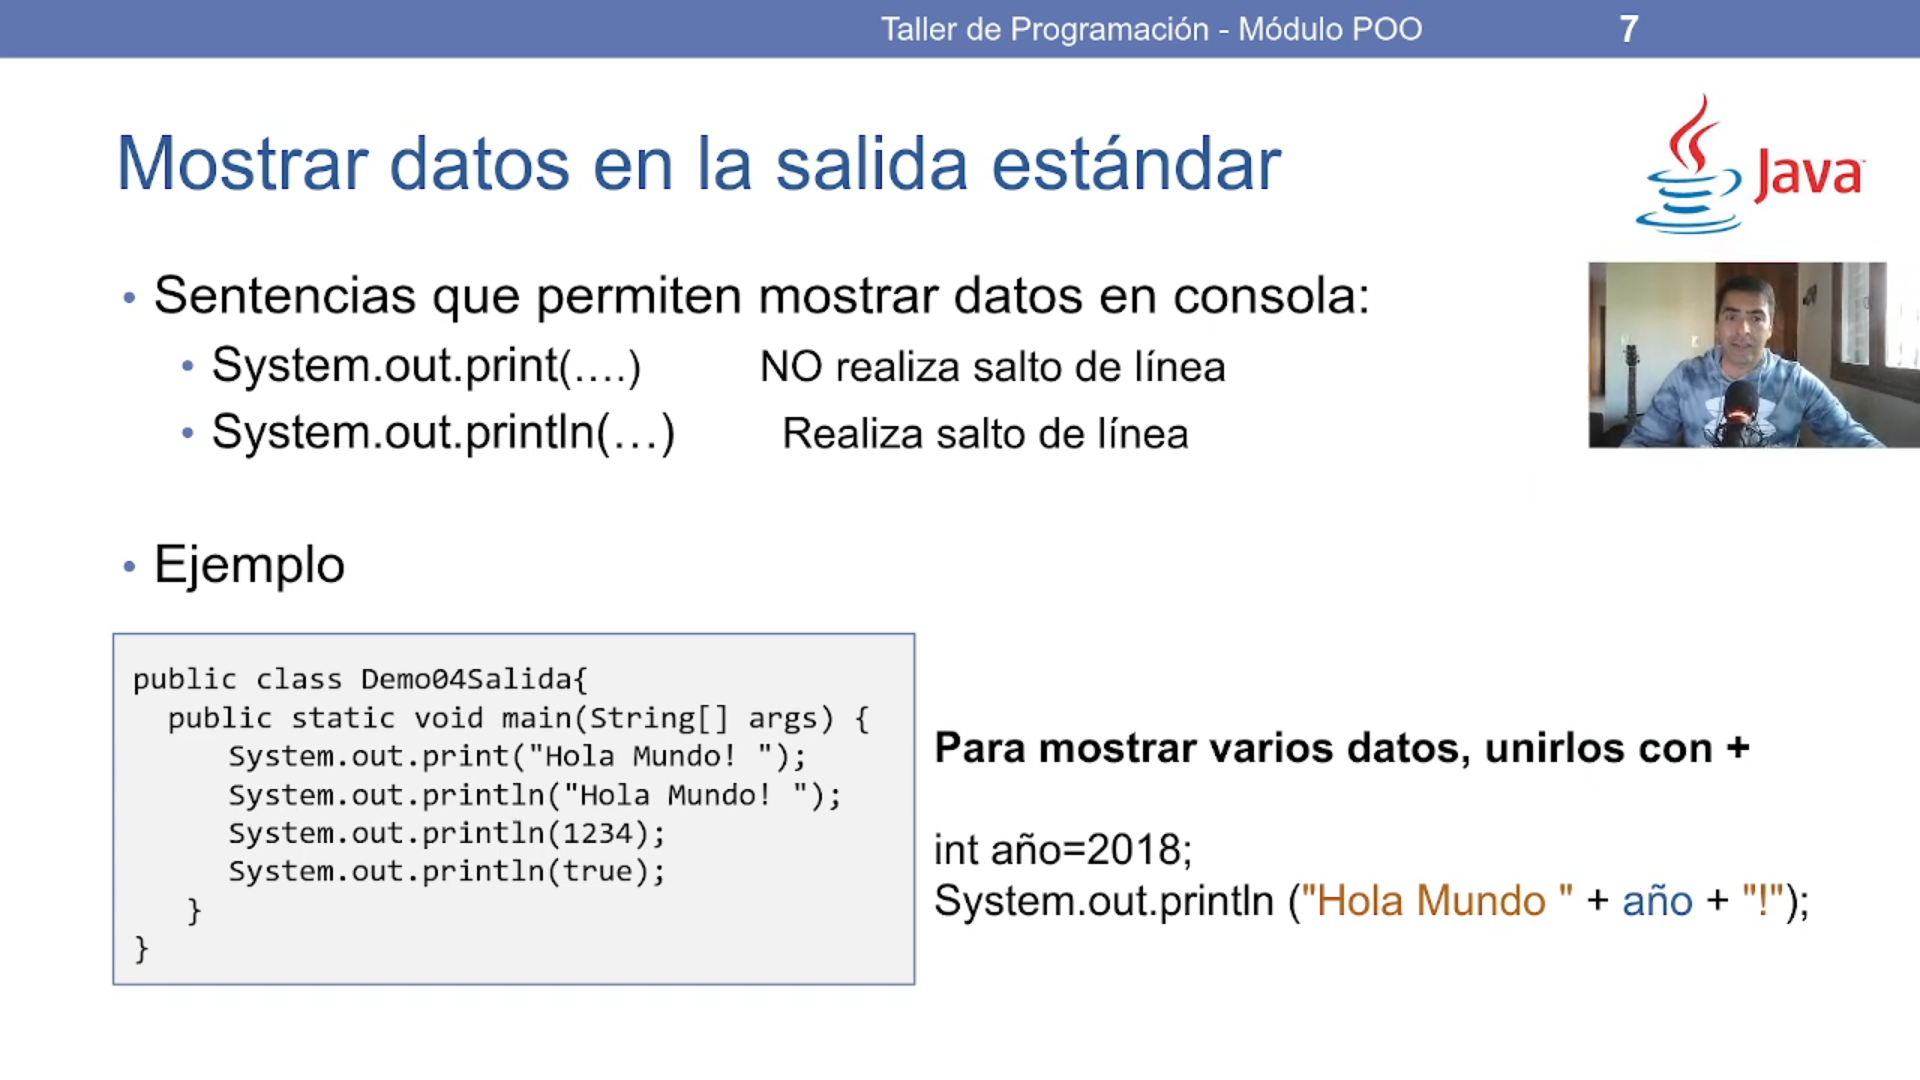 Taller de Programación - Módulo POO 7
Mostrar datos en la salida estándar
Java
• Sentencias que permiten mostrar datos en consola:
• System.out.print(….) NO realiza salto de línea
• System.out.println(…) Realiza salto de línea
• Ejemplo
public class Demo04Salida{
public static void main(String[] args) {
System.out.print("Hola Mundo! ");
System.out.println("Hola Mundo! ");
System.out.println(1234);
System.out.println(true);
}
}
Para mostrar varios datos, unirlos con +
int año=2018;
System.out.println ("Hola Mundo " + año + "!");